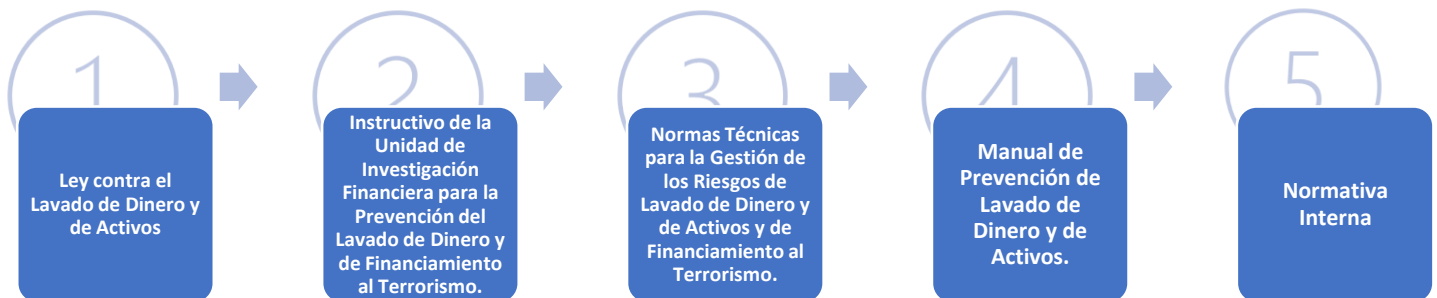 1
Ley contra el
Lavado de Dinero y
de Activos
2
Instructivo de la
Unidad de
Investigación
Financiera para la
Prevención del
Lavado de Dinero y
de Financiamiento
al Terrorismo.
3
Normas Técnicas
para la Gestión de
los Riesgos de
Lavado de Dinero y
de Activos y de
Financiamiento al
Terrorismo.
4
Manual de
Prevención de
Lavado de
Dinero y de
Activos.
5
Normativa
Interna